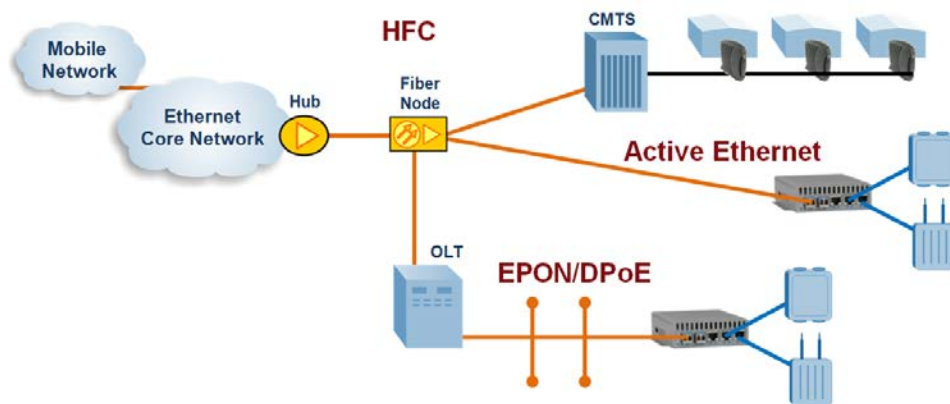 HFC
CMTS
Mobile
Network
Ethernet
Core Network
Hub
Fiber
Node
Active Ethernet
OLT
EPON/DPoE